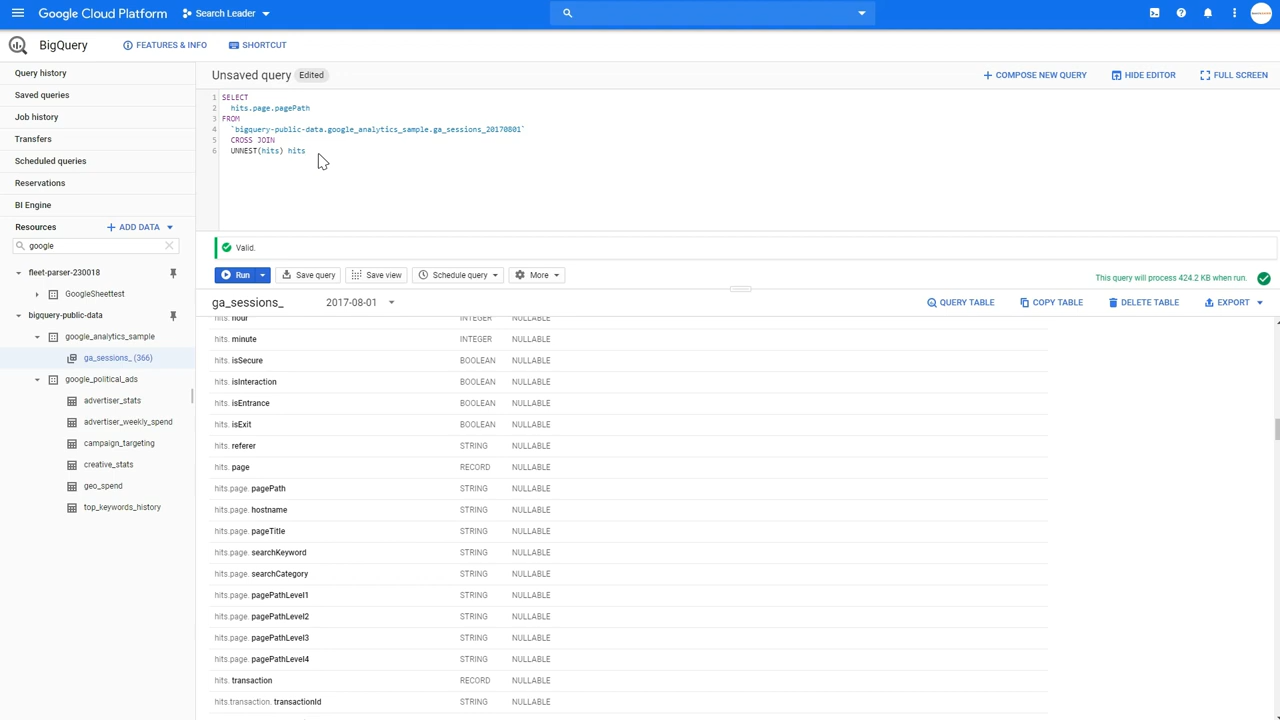 Google Cloud Platform
Search Leader
BigQuery
FEATURES & INFO
SHORTCUT
Query history
Saved queries
Job history
Transfers
Scheduled queries
Reservations
BI Engine
Resources
ADD DATA
google
fleet-parser-230018
GoogleSheettest
bigquery-public-data
google_analytics_sample
ga_sessions_ (366)
google_political_ads
advertiser_stats
advertiser_weekly_spend
campaign_targeting
creative_stats
geo_spend
top_keywords_history
Unsaved query Edited
COMPOSE NEW QUERY
HIDE EDITOR
FULL SCREEN
1 SELECT
2 hits.page.pagePath
3 FROM
4 `bigquery-public-data.google_analytics_sample.ga_sessions_20170801`
5 CROSS JOIN
6 UNNEST(hits) hits
Valid.
Run
Save query
Save view
Schedule query
More
This query will process 424.2 KB when run.
ga_sessions_
2017-08-01
QUERY TABLE
COPY TABLE
DELETE TABLE
EXPORT
hits. hour INTEGER NULLABLE
hits. minute INTEGER NULLABLE
hits. isSecure BOOLEAN NULLABLE
hits. isInteraction BOOLEAN NULLABLE
hits. isEntrance BOOLEAN NULLABLE
hits. isExit BOOLEAN NULLABLE
hits. referer STRING NULLABLE
hits. page RECORD NULLABLE
hits.page. pagePath STRING NULLABLE
hits.page. hostname STRING NULLABLE
hits.page. pageTitle STRING NULLABLE
hits.page. searchKeyword STRING NULLABLE
hits.page. searchCategory STRING NULLABLE
hits.page. pagePathLevel1 STRING NULLABLE
hits.page. pagePathLevel2 STRING NULLABLE
hits.page. pagePathLevel3 STRING NULLABLE
hits.page. pagePathLevel4 STRING NULLABLE
hits. transaction RECORD NULLABLE
hits.transaction. transactionId STRING NULLABLE